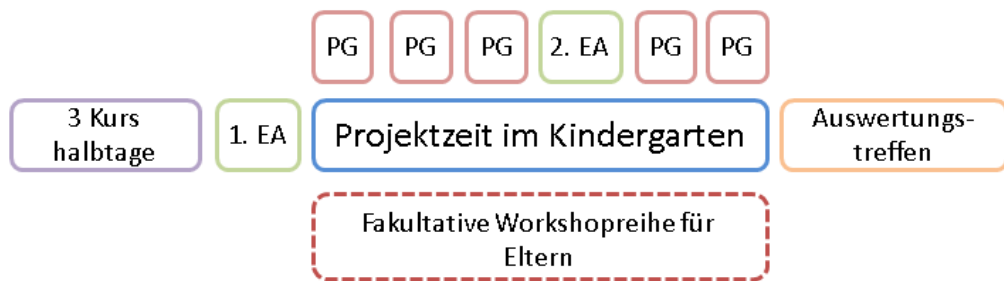 PG PG PG 2. EA PG PG
3 Kurs
halbtage
1. EA
Projektzeit im Kindergarten
Auswertungs-
treffen
Fakultative Workshopreihe für
Eltern